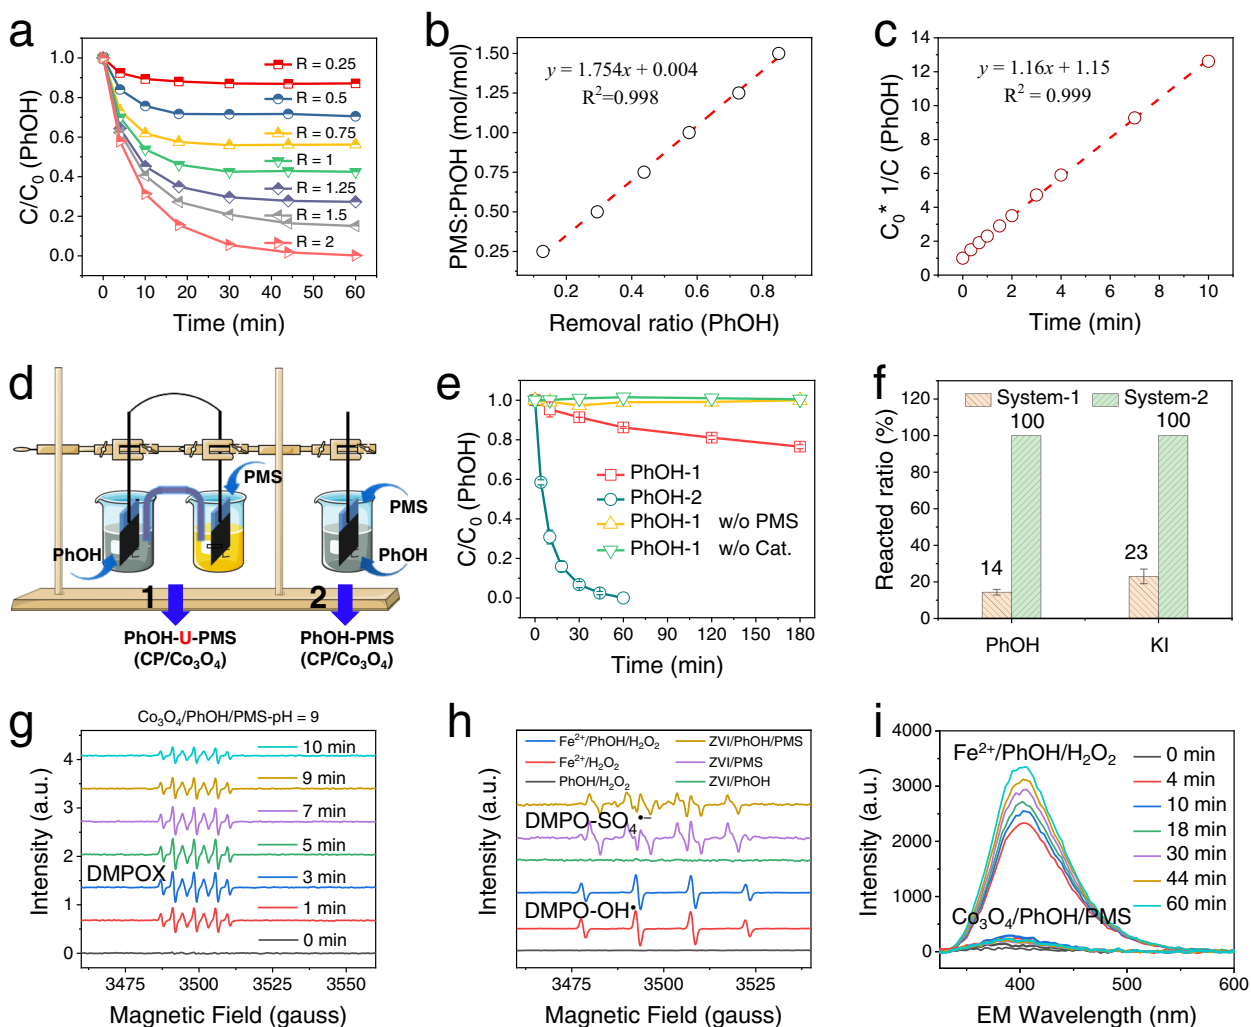 a
C/C₀ (PhOH)
1.0
0.8
0.6
0.4
0.2
0.0
R = 0.25
R = 0.5
R = 0.75
R = 1
R = 1.25
R = 1.5
R = 2
0 10 20 30 40 50 60
Time (min)
b
PMS:PhOH (mol/mol)
1.50
1.25
1.00
0.75
0.50
0.25
y = 1.754x + 0.004
R²=0.998
0.2 0.4 0.6 0.8
Removal ratio (PhOH)
c
C₀* 1/C (PhOH)
14
12
10
8
6
4
2
0
y = 1.16x + 1.15
R² = 0.999
0 2 4 6 8 10
Time (min)
d
PMS
PhOH
PMS
PhOH
1
2
PhOH-U-PMS
(CP/Co₃O₄)
PhOH-PMS
(CP/Co₃O₄)
e
C/C₀ (PhOH)
1.0
0.8
0.6
0.4
0.2
0.0
PhOH-1
PhOH-2
PhOH-1 w/o PMS
PhOH-1 w/o Cat.
0 30 60 90 120 150 180
Time (min)
f
Reacted ratio (%)
120
100
80
60
40
20
0
System-1
System-2
100
100
14
23
PhOH
KI
g
Co₃O₄/PhOH/PMS-pH = 9
Intensity (a.u.)
4
3
2
1
0
10 min
9 min
7 min
5 min
3 min
1 min
0 min
DMPOX
3475 3500 3525
Magnetic Field (gauss)
h
Intensity (a.u.)
Fe²⁺/PhOH/H₂O₂
Fe²⁺/H₂O₂
PhOH/H₂O₂
ZVI/PhOH/PMS
ZVI/PMS
ZVI/PhOH
DMPO-SO₄•−
DMPO-OH•
3475 3500 3525
Magnetic Field (gauss)
i
Intensity (a.u.)
4000
3000
2000
1000
0
Fe²⁺/PhOH/H₂O₂
Co₃O₄/PhOH/PMS
0 min
4 min
10 min
18 min
30 min
44 min
60 min
400 500 600
EM Wavelength (nm)